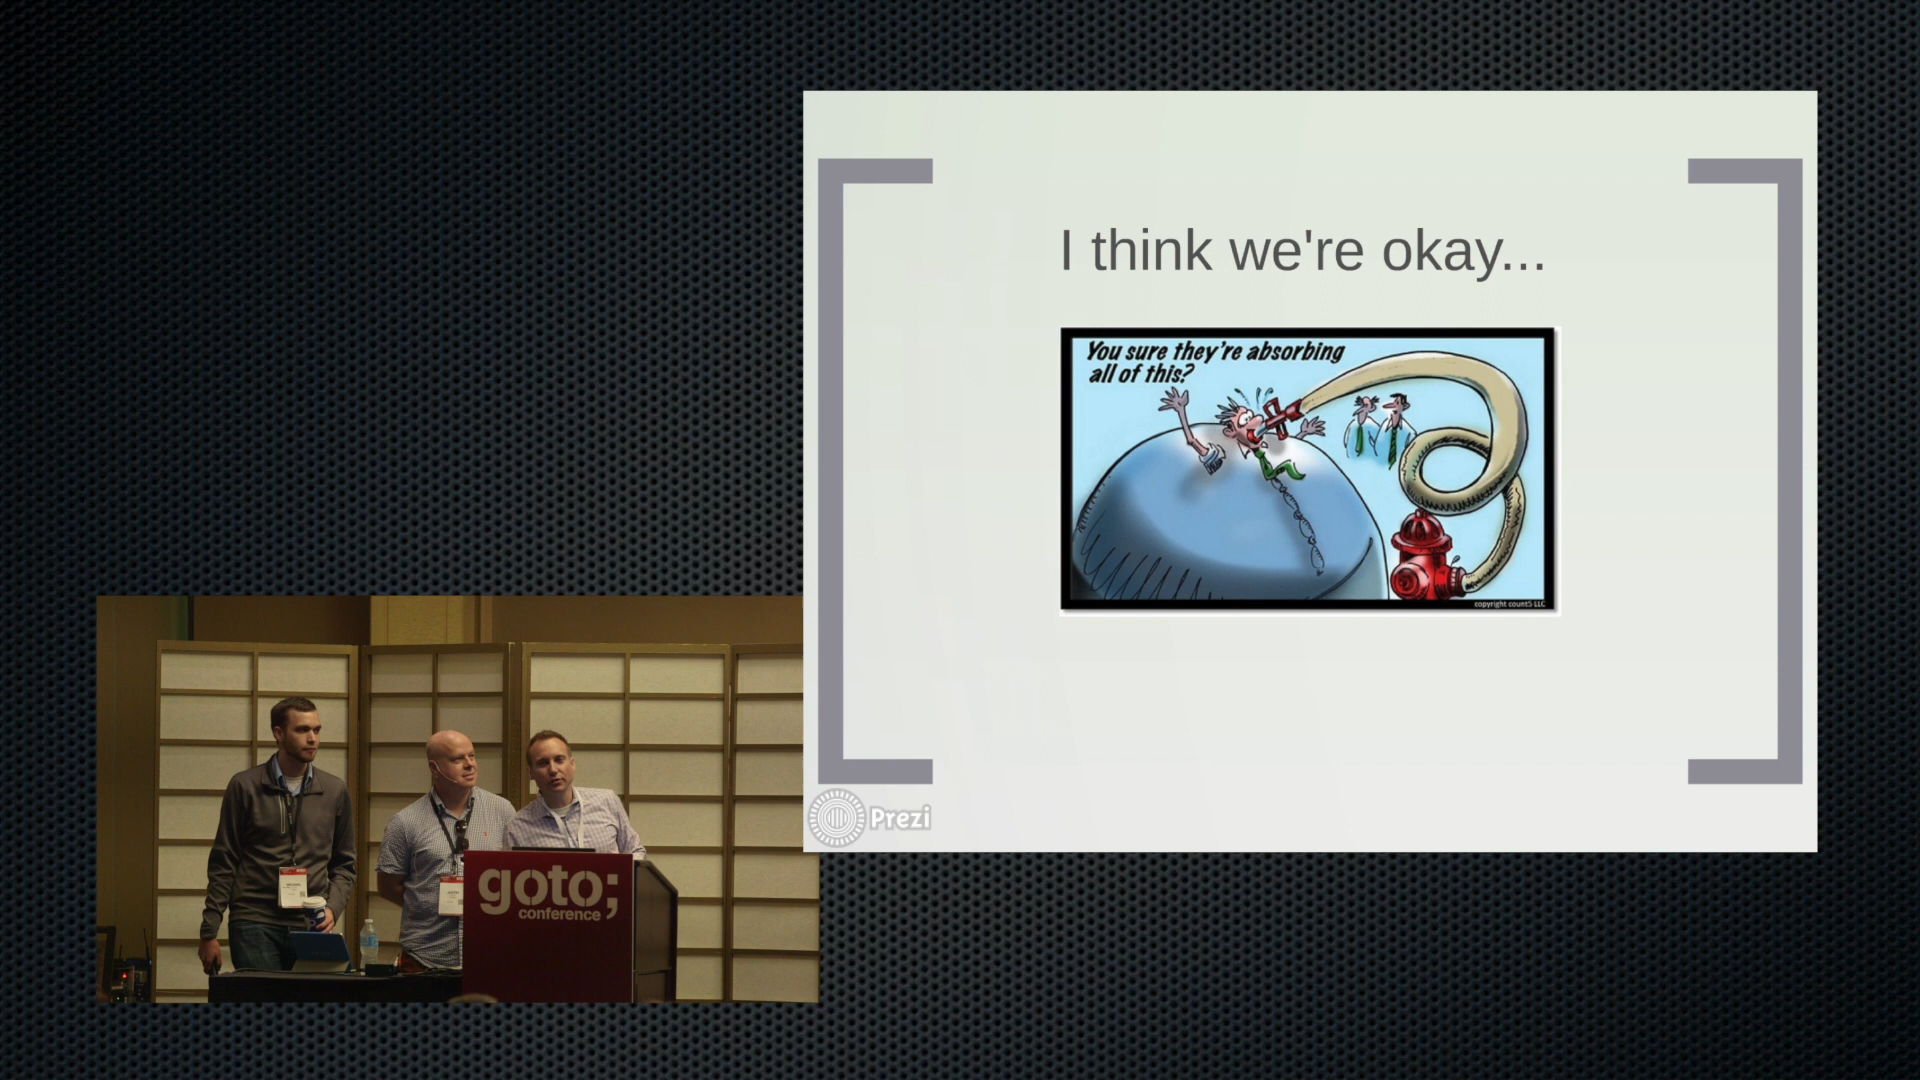 I think we're okay...
You sure they're absorbing
all of this?
copyright count5 LLC
Prezi
goto;
conference